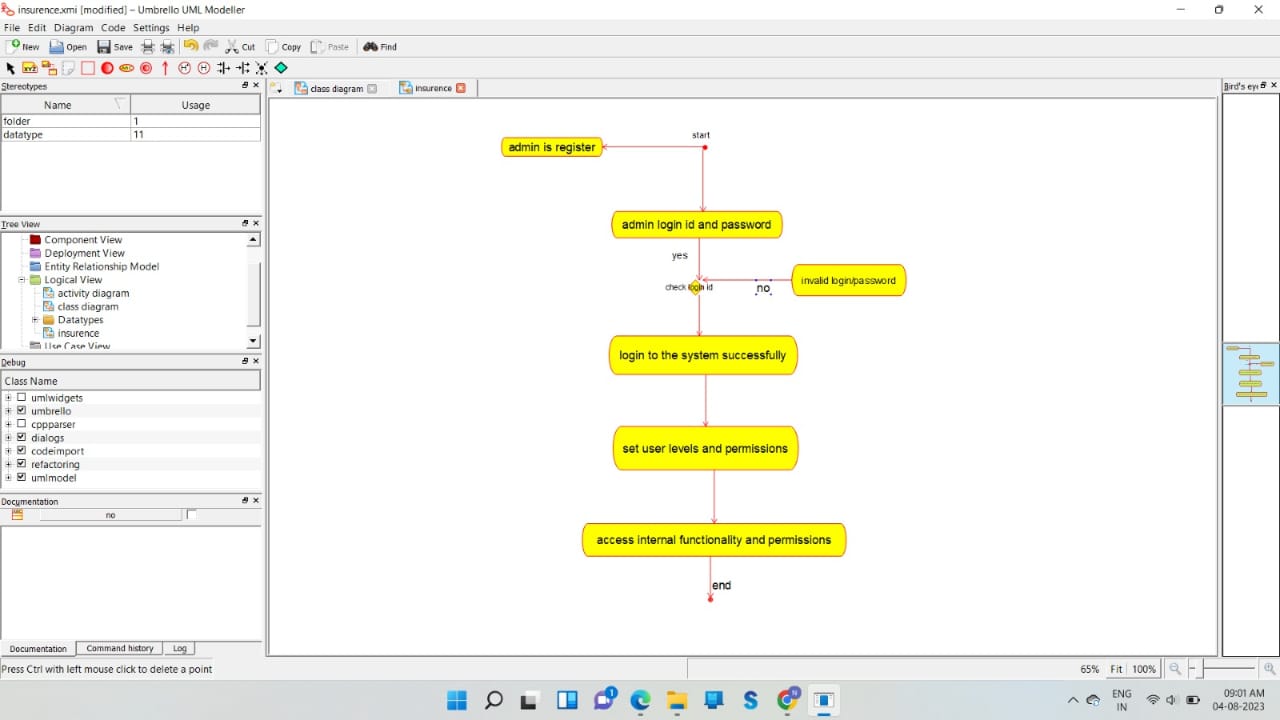 insurence.xmi [modified] – Umbrello UML Modeller
File Edit Diagram Code Settings Help
New Open Save Cut Copy Paste Find
Stereotypes
Name Usage
folder 1
datatype 11
Tree View
Component View
Deployment View
Entity Relationship Model
Logical View
activity diagram
class diagram
Datatypes
insurence
Use Case View
Debug
Class Name
umlwidgets
umbrello
cppparser
dialogs
codeimport
refactoring
umlmodel
Documentation
no
Documentation Command history Log
Press Ctrl with left mouse click to delete a point
class diagram insurence
start
admin is register
admin login id and password
yes
check login id
no
invalid login/password
login to the system successfully
set user levels and permissions
access internal functionality and permissions
end
Bird's eye
65% Fit 100%
1
N
S
ENG
IN
09:01 AM
04-08-2023